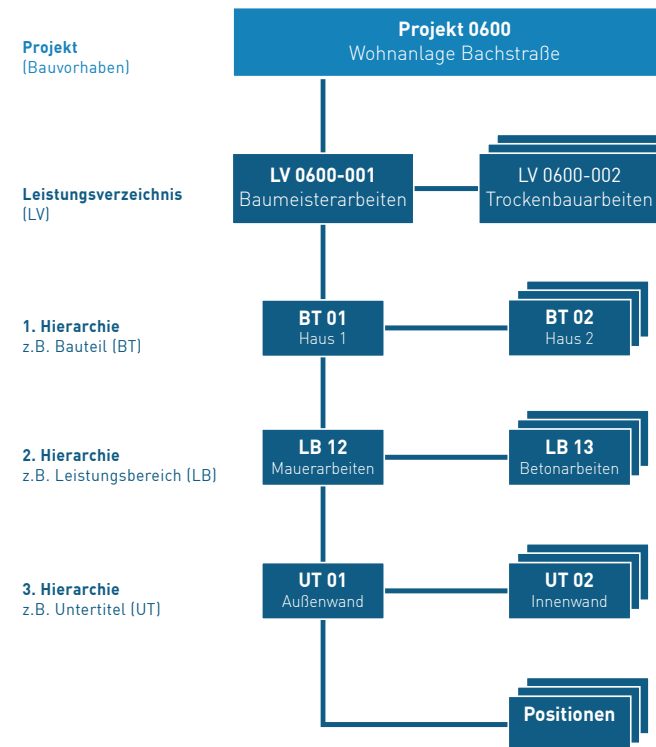 Projekt
(Bauvorhaben)
Projekt 0600
Wohnanlage Bachstraße
Leistungsverzeichnis
(LV)
LV 0600-001
Baumeisterarbeiten
LV 0600-002
Trockenbauarbeiten
1. Hierarchie
z.B. Bauteil (BT)
BT 01
Haus 1
BT 02
Haus 2
2. Hierarchie
z.B. Leistungsbereich (LB)
LB 12
Mauerarbeiten
LB 13
Betonarbeiten
3. Hierarchie
z.B. Untertitel (UT)
UT 01
Außenwand
UT 02
Innenwand
Positionen